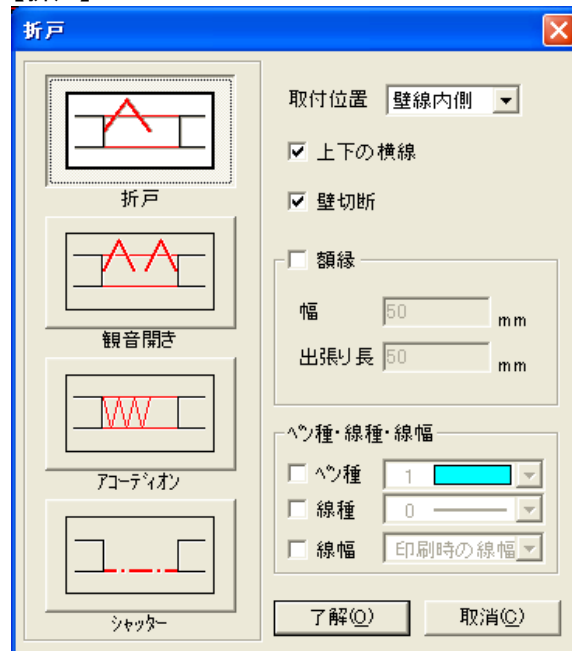 折戸
折戸
観音開き
アコーディオン
シャッター
取付位置 壁線内側
上下の横線
壁切断
額縁
幅 50 mm
出張り長 50 mm
ペン種・線種・線幅
ペン種 1
線種 0
線幅 印刷時の線幅
了解(O) 取消(C)